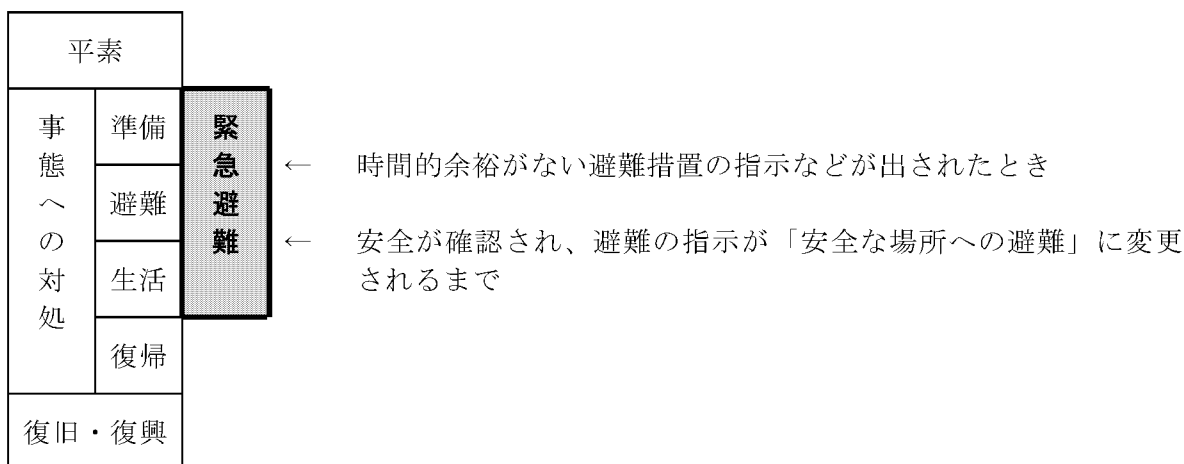 平素
事態への対処
準備
避難
生活
復帰
緊急避難
← 時間的余裕がない避難措置の指示などが出されたとき
← 安全が確認され、避難の指示が「安全な場所への避難」に変更
されるまで
復旧・復興